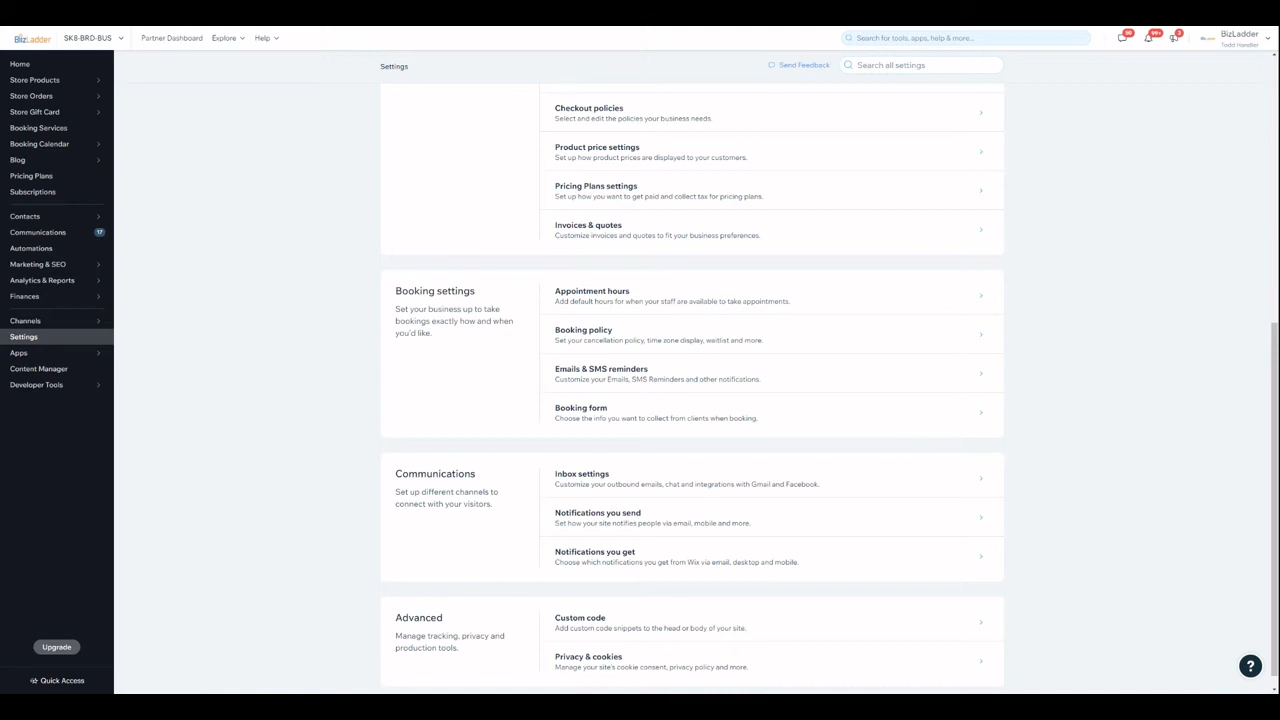 BizLadder
SK8-BRD-BUS
Partner Dashboard
Explore
Help
Search for tools, apps, help & more...
99+
BizLadder
Todd Handler
Home
Store Products
Store Orders
Store Gift Card
Booking Services
Booking Calendar
Blog
Pricing Plans
Subscriptions
Contacts
Communications
17
Automations
Marketing & SEO
Analytics & Reports
Finances
Channels
Settings
Apps
Content Manager
Developer Tools
Upgrade
Quick Access
Settings
Send Feedback
Search all settings
Checkout policies
Select and edit the policies your business needs.
Product price settings
Set up how product prices are displayed to your customers.
Pricing Plans settings
Set up how you want to get paid and collect tax for pricing plans.
Invoices & quotes
Customize invoices and quotes to fit your business preferences.
Booking settings
Set your business up to take
bookings exactly how and when
you'd like.
Appointment hours
Add default hours for when your staff are available to take appointments.
Booking policy
Set your cancellation policy, time zone display, waitlist and more.
Emails & SMS reminders
Customize your Emails, SMS Reminders and other notifications.
Booking form
Choose the info you want to collect from clients when booking.
Communications
Set up different channels to
connect with your visitors.
Inbox settings
Customize your outbound emails, chat and integrations with Gmail and Facebook.
Notifications you send
Set how your site notifies people via email, mobile and more.
Notifications you get
Choose which notifications you get from Wix via email, desktop and mobile.
Advanced
Manage tracking, privacy and
production tools.
Custom code
Add custom code snippets to the head or body of your site.
Privacy & cookies
Manage your site's cookie consent, privacy policy and more.
?